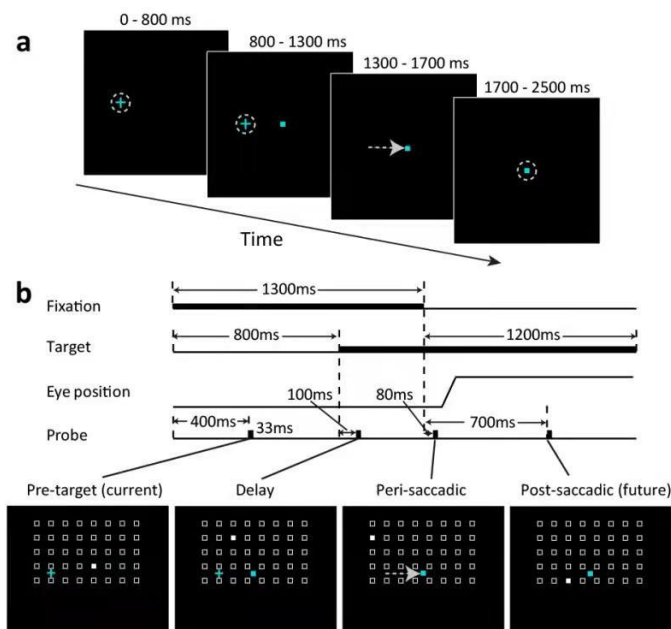 a
0 - 800 ms
800 - 1300 ms
1300 - 1700 ms
1700 - 2500 ms
Time
b
Fixation
1300ms
Target
800ms
1200ms
Eye position
100ms
80ms
Probe
400ms
33ms
700ms
Pre-target (current)
Delay
Peri-saccadic
Post-saccadic (future)